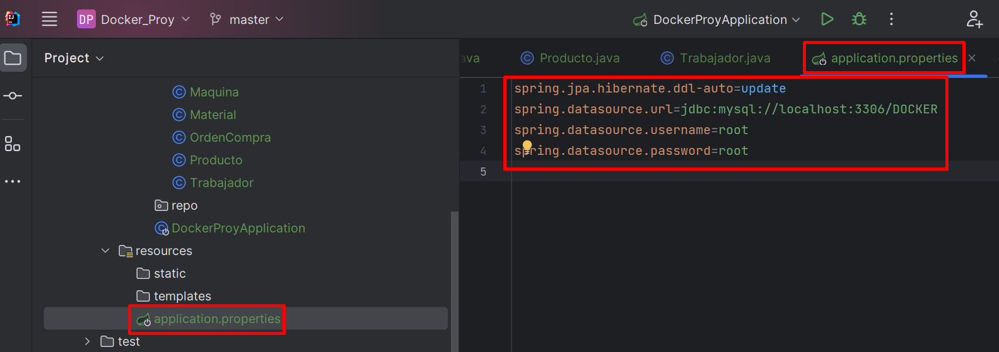 DP Docker_Proy master DockerProyApplication
Project
Maquina
Material
OrdenCompra
Producto
Trabajador
repo
DockerProyApplication
resources
static
templates
application.properties
test
ava Producto.java Trabajador.java application.properties
1 spring.jpa.hibernate.ddl-auto=update
2 spring.datasource.url=jdbc:mysql://localhost:3306/DOCKER
3 spring.datasource.username=root
4 spring.datasource.password=root
5